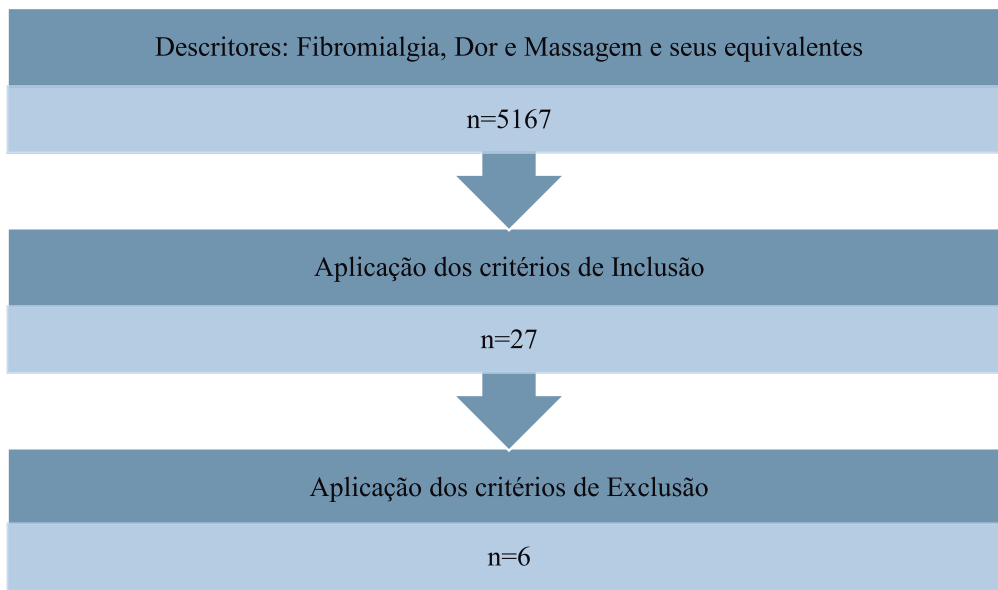 Descritores: Fibromialgia, Dor e Massagem e seus equivalentes
n=5167
Aplicação dos critérios de Inclusão
n=27
Aplicação dos critérios de Exclusão
n=6